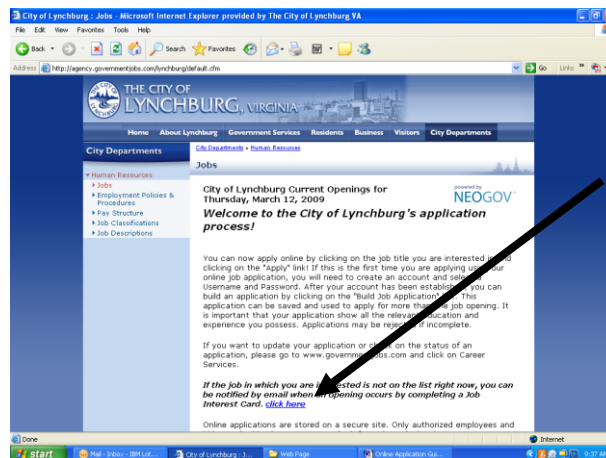 City of Lynchburg : Jobs - Microsoft Internet Explorer provided by The City of Lynchburg VA
File Edit View Favorites Tools Help
Back Search Favorites
Address http://agency.governmentjobs.com/lynchburg/default.cfm Go Links
THE CITY OF
LYNCHBURG, VIRGINIA
Home About Lynchburg Government Services Residents Business Visitors City Departments
City Departments
City Departments » Human Resources
Jobs
Human Resources
Jobs
Employment Policies &
Procedures
Pay Structure
Job Classifications
Job Descriptions
City of Lynchburg Current Openings for
Thursday, March 12, 2009
powered by
NEOGOV
Welcome to the City of Lynchburg's application
process!
You can now apply online by clicking on the job title you are interested in and
clicking on the "Apply" link! If this is the first time you are applying using our
online job application, you will need to create an account and select a
Username and Password. After your account has been established, you can
build an application by clicking on the "Build Job Application" This
application can be saved and used to apply for more than one job opening. It
is important that your application show all the relevant education and
experience you possess. Applications may be rejected if incomplete.
If you want to update your application or check on the status of an
application, please go to www.governmentjobs.com and click on Career
Services.
If the job in which you are interested is not on the list right now, you can
be notified by email when an opening occurs by completing a Job
Interest Card. click here
Online applications are stored on a secure site. Only authorized employees and
Done Internet
start Mail - Inbox - IBM Lot... City of Lynchburg : J... Web Page Online Application Gui... 9:37 AM